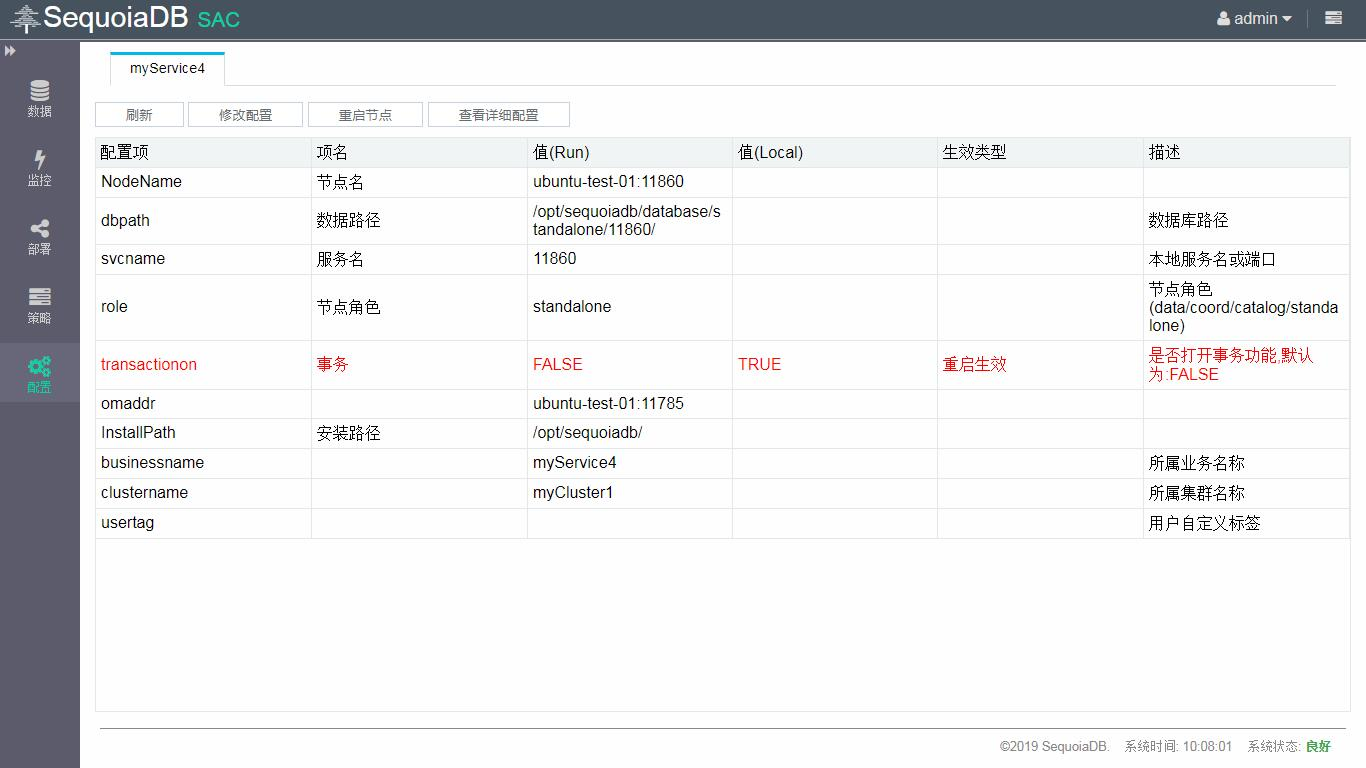 SequoiaDB SAC
admin
myService4
数据
监控
部署
策略
配置
刷新 修改配置 重启节点 查看详细配置
配置项 项名 值(Run) 值(Local) 生效类型 描述
NodeName 节点名 ubuntu-test-01:11860
dbpath 数据路径 /opt/sequoiadb/database/s
tandalone/11860/ 数据库路径
svcname 服务名 11860 本地服务名或端口
role 节点角色 standalone 节点角色
(data/coord/catalog/standa
lone)
transactionon 事务 FALSE TRUE 重启生效 是否打开事务功能,默认
为:FALSE
omaddr ubuntu-test-01:11785
InstallPath 安装路径 /opt/sequoiadb/
businessname myService4 所属业务名称
clustername myCluster1 所属集群名称
usertag 用户自定义标签
©2019 SequoiaDB. 系统时间: 10:08:01 系统状态: 良好